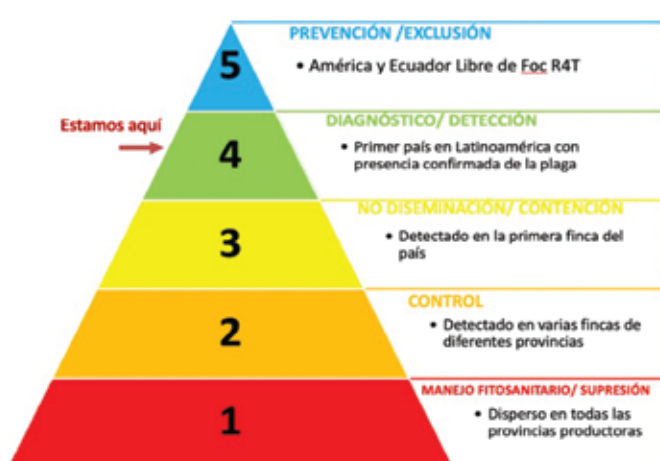 PREVENCIÓN /EXCLUSIÓN
5
• América y Ecuador Libre de Foc R4T
Estamos aquí
DIAGNÓSTICO/ DETECCIÓN
4
• Primer país en Latinoamérica con
presencia confirmada de la plaga
NO DISEMINACIÓN/ CONTENCIÓN
3
• Detectado en la primera finca del
país
CONTROL
2
• Detectado en varias fincas de
diferentes provincias
MANEJO FITOSANITARIO/ SUPRESIÓN
1
• Disperso en todas las
provincias productoras